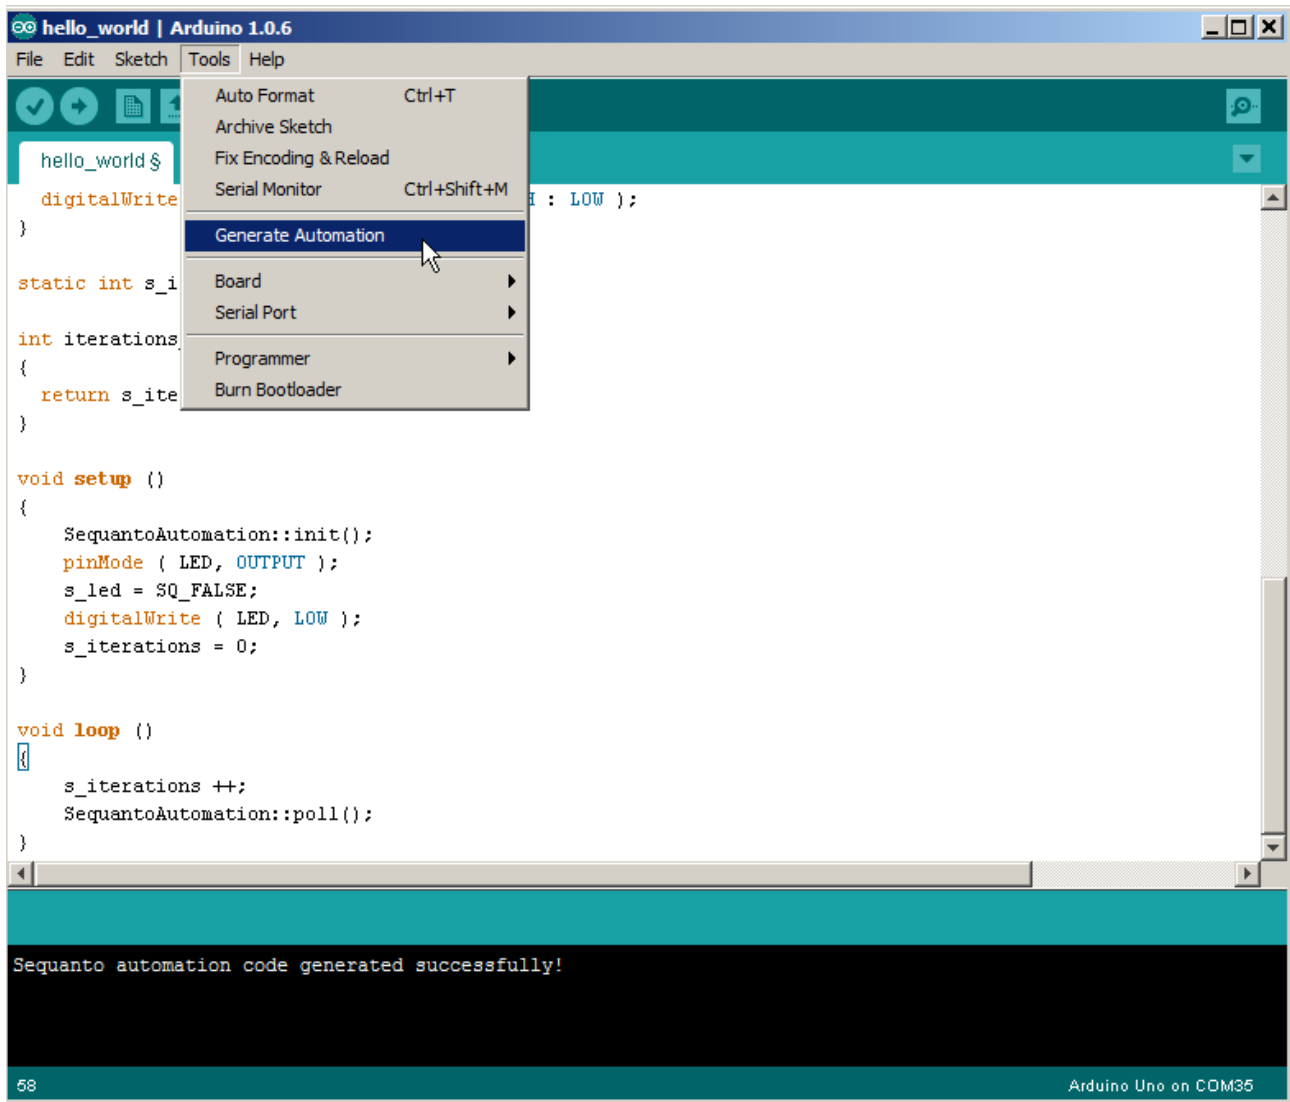 hello_world | Arduino 1.0.6
File Edit Sketch Tools Help
Auto Format Ctrl+T
Archive Sketch
hello_world §
Fix Encoding & Reload
Serial Monitor Ctrl+Shift+M
digitalWrite : LOW );
}
Generate Automation
static int s_i
Board
Serial Port
int iterations
{
Programmer
return s_ite
Burn Bootloader
}
void setup ()
{
SequantoAutomation::init();
pinMode ( LED, OUTPUT );
s_led = SQ_FALSE;
digitalWrite ( LED, LOW );
s_iterations = 0;
}
void loop ()
{
s_iterations ++;
SequantoAutomation::poll();
}
Sequanto automation code generated successfully!
58 Arduino Uno on COM35